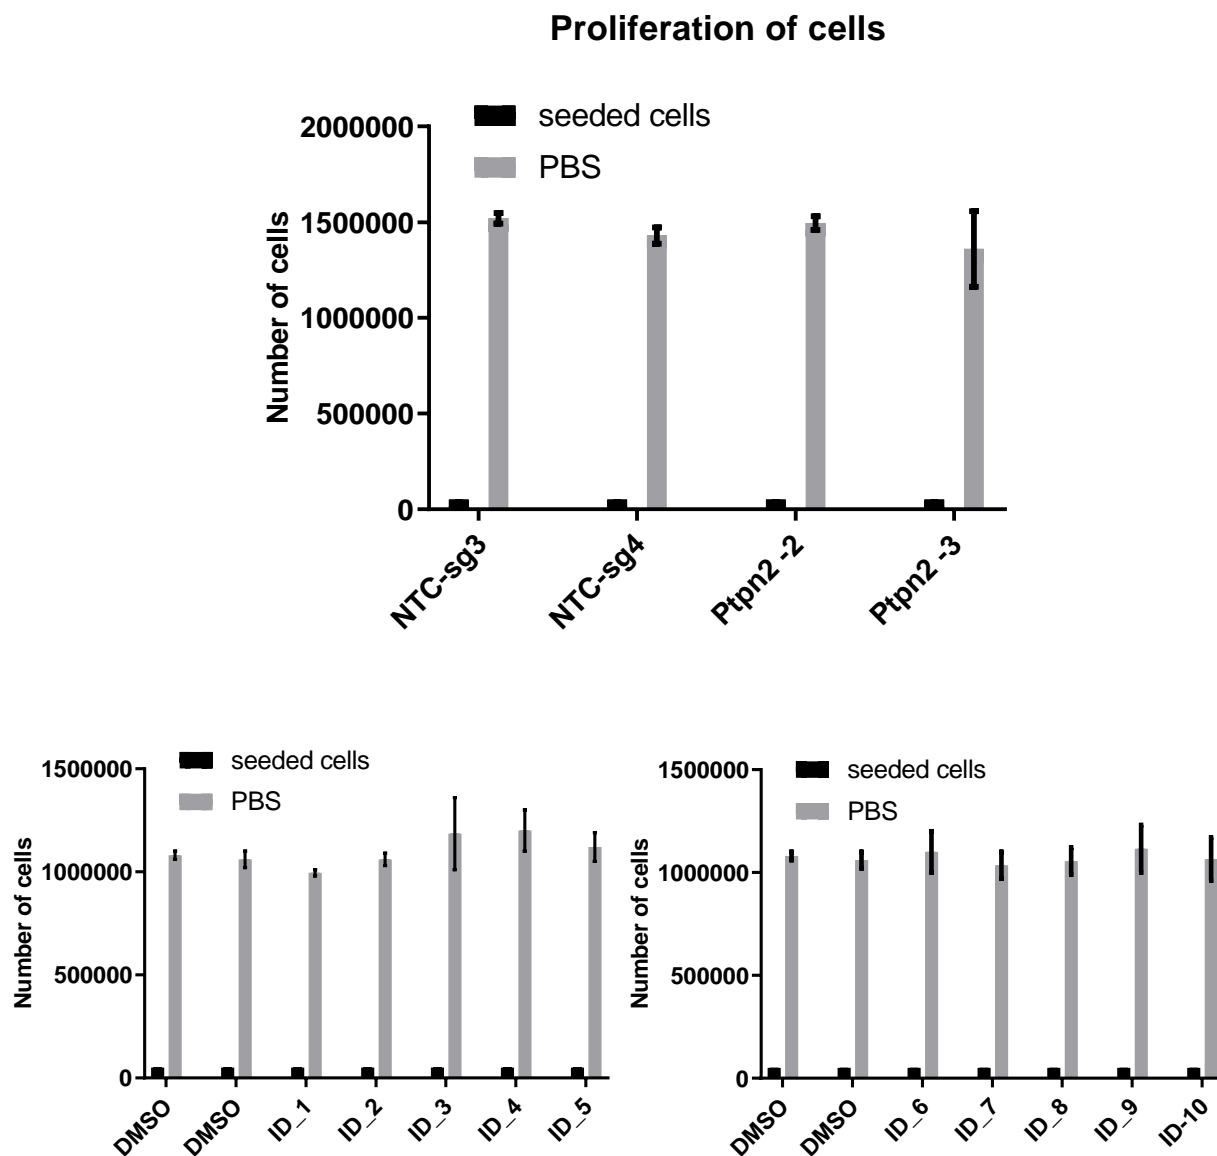 Proliferation of cells
seeded cells
PBS
Number of cells
2000000
1500000
1000000
500000
0
NTC-sg3
NTC-sg4
Ptpn2 -2
Ptpn2 -3
seeded cells
PBS
Number of cells
1500000
1000000
500000
0
DMSO
DMSO
ID_1
ID_2
ID_3
ID_4
ID_5
seeded cells
PBS
Number of cells
1500000
1000000
500000
0
DMSO
DMSO
ID_6
ID_7
ID_8
ID_9
ID-10